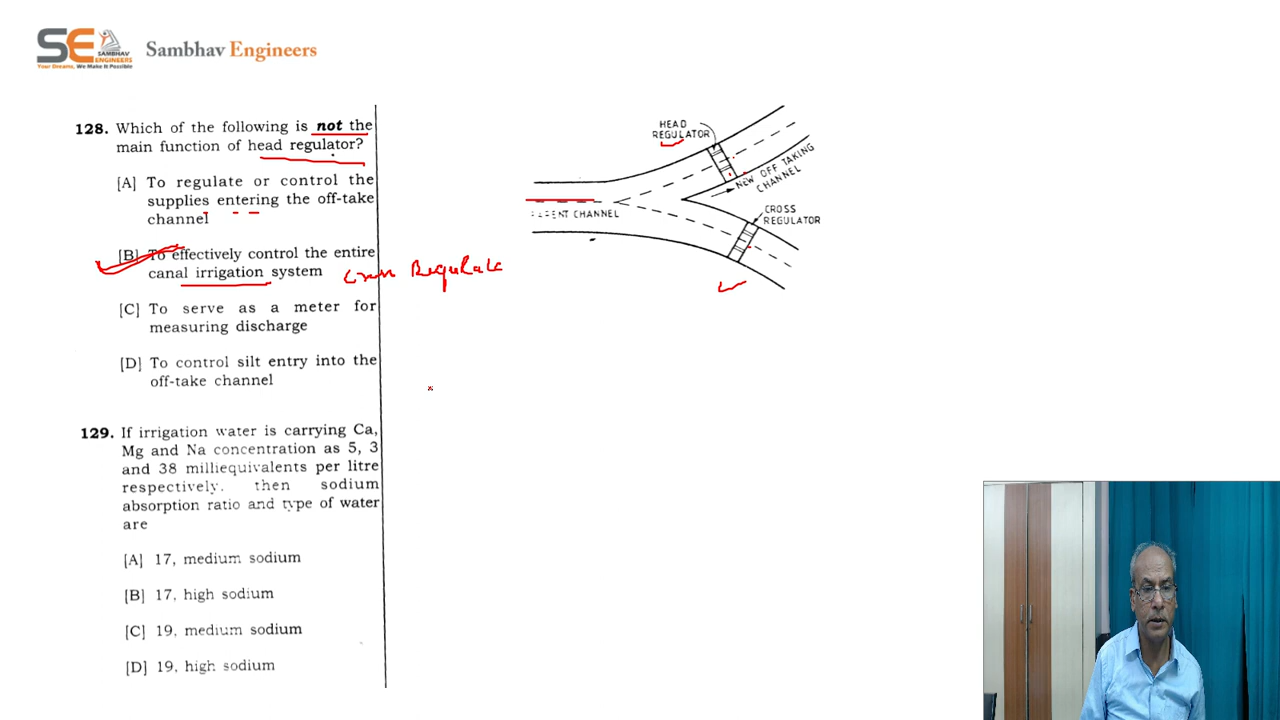 SE
SAMBHAV
ENGINEERS
Your Dreams, We Make It Possible
Sambhav Engineers
128. Which of the following is not the
main function of head regulator?
[A] To regulate or control the
supplies entering the off-take
channel
[B] To effectively control the entire
canal irrigation system
Cross Regulate
[C] To serve as a meter for
measuring discharge
[D] To control silt entry into the
off-take channel
129. If irrigation water is carrying Ca,
Mg and Na concentration as 5, 3
and 38 milliequivalents per litre
respectively, then sodium
absorption ratio and type of water
are
[A] 17, medium sodium
[B] 17, high sodium
[C] 19, medium sodium
[D] 19, high sodium
HEAD
REGULATOR
NEW OFF TAKING
CHANNEL
CHANNEL
CROSS
REGULATOR